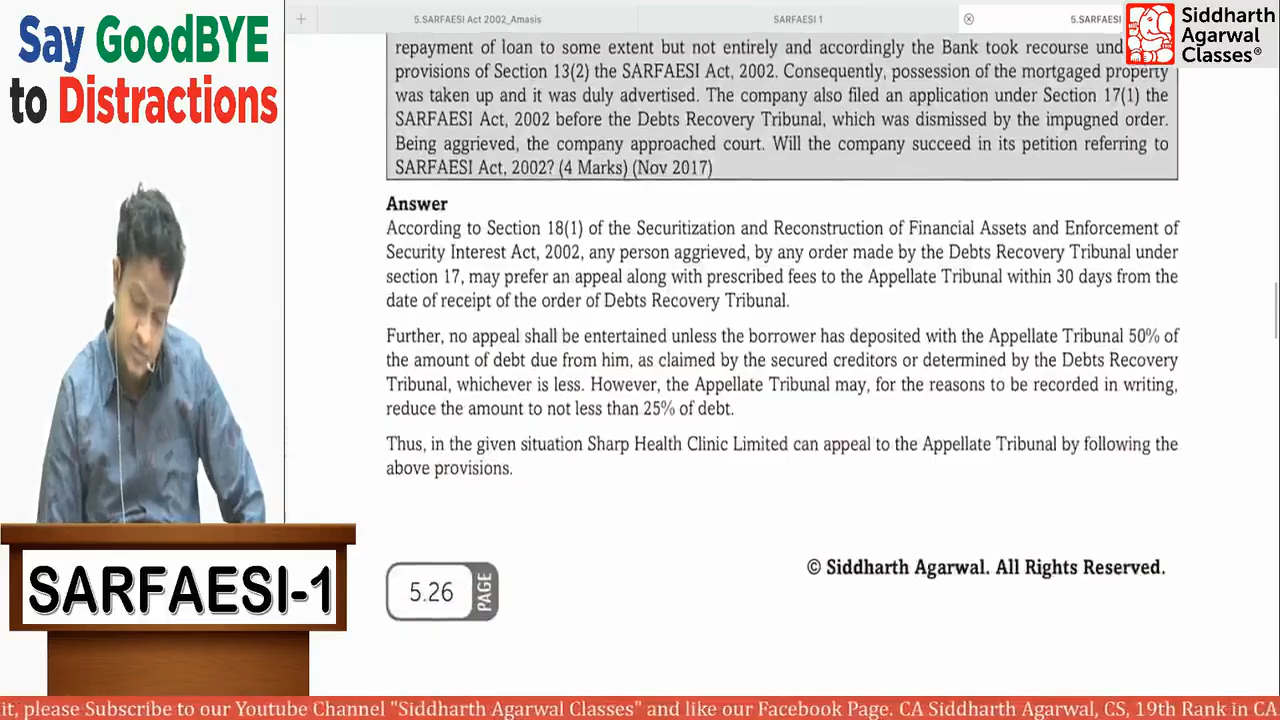 Say GoodBYE
to Distractions
5.SARFAESI Act 2002_Amasis
SARFAESI 1
5.SARFAESI
Siddharth
Agarwal
Classes®
repayment of loan to some extent but not entirely and accordingly the Bank took recourse und
provisions of Section 13(2) the SARFAESI Act, 2002. Consequently, possession of the mortgaged property
was taken up and it was duly advertised. The company also filed an application under Section 17(1) the
SARFAESI Act, 2002 before the Debts Recovery Tribunal, which was dismissed by the impugned order.
Being aggrieved, the company approached court. Will the company succeed in its petition referring to
SARFAESI Act, 2002? (4 Marks) (Nov 2017)
Answer
According to Section 18(1) of the Securitization and Reconstruction of Financial Assets and Enforcement of
Security Interest Act, 2002, any person aggrieved, by any order made by the Debts Recovery Tribunal under
section 17, may prefer an appeal along with prescribed fees to the Appellate Tribunal within 30 days from the
date of receipt of the order of Debts Recovery Tribunal.
Further, no appeal shall be entertained unless the borrower has deposited with the Appellate Tribunal 50% of
the amount of debt due from him, as claimed by the secured creditors or determined by the Debts Recovery
Tribunal, whichever is less. However, the Appellate Tribunal may, for the reasons to be recorded in writing,
reduce the amount to not less than 25% of debt.
Thus, in the given situation Sharp Health Clinic Limited can appeal to the Appellate Tribunal by following the
above provisions.
© Siddharth Agarwal. All Rights Reserved.
5.26
PAGE
SARFAESI-1
it, please Subscribe to our Youtube Channel "Siddharth Agarwal Classes" and like our Facebook Page. CA Siddharth Agarwal, CS, 19th Rank in CA